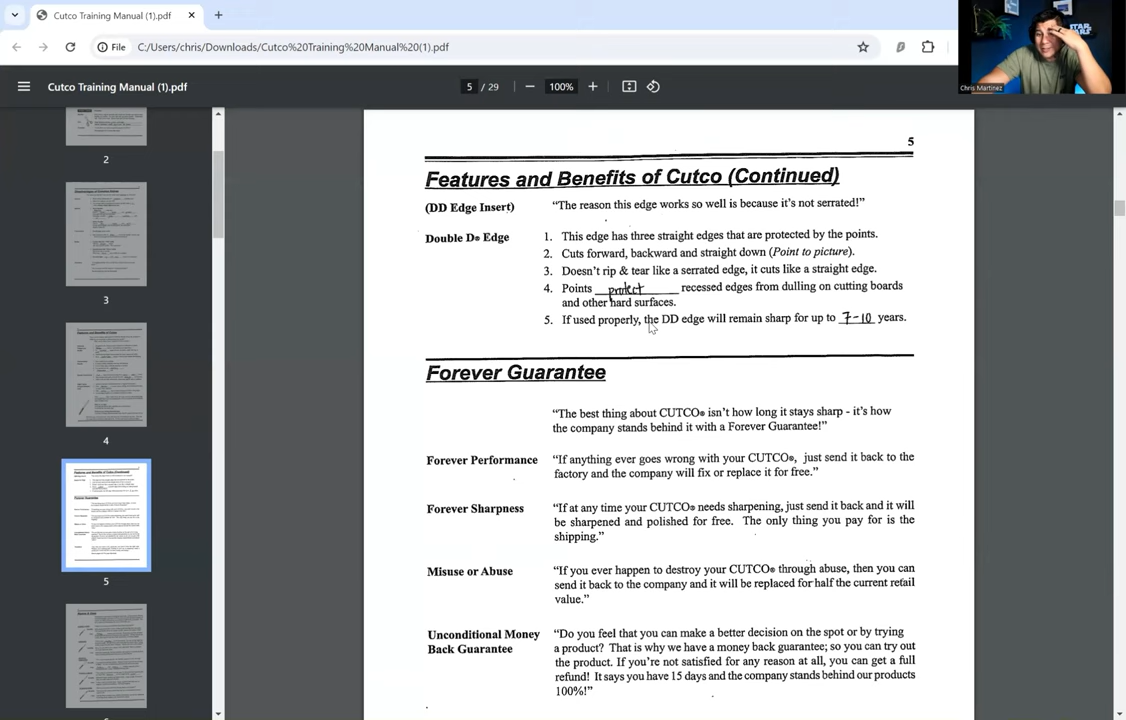 Cutco Training Manual (1).pdf
File
C:/Users/chris/Downloads/Cutco%20Training%20Manual%20(1).pdf
STAR WARS
Chris Martinez
Cutco Training Manual (1).pdf
5 / 29
100%
2
3
4
5
5
Features and Benefits of Cutco (Continued)
(DD Edge Insert) "The reason this edge works so well is because it's not serrated!"
Double D® Edge 1. This edge has three straight edges that are protected by the points.
2. Cuts forward, backward and straight down (Point to picture).
3. Doesn't rip & tear like a serrated edge, it cuts like a straight edge.
4. Points protect recessed edges from dulling on cutting boards
and other hard surfaces.
5. If used properly, the DD edge will remain sharp for up to 7-10 years.
Forever Guarantee
"The best thing about CUTCO® isn't how long it stays sharp - it's how
the company stands behind it with a Forever Guarantee!"
Forever Performance "If anything ever goes wrong with your CUTCO®, just send it back to the
factory and the company will fix or replace it for free."
Forever Sharpness "If at any time your CUTCO® needs sharpening, just send it back and it will
be sharpened and polished for free. The only thing you pay for is the
shipping."
Misuse or Abuse "If you ever happen to destroy your CUTCO® through abuse, then you can
send it back to the company and it will be replaced for half the current retail
value."
Unconditional Money "Do you feel that you can make a better decision on the spot or by trying
Back Guarantee a product? That is why we have a money back guarantee; so you can try out
the product. If you're not satisfied for any reason at all, you can get a full
refund! It says you have 15 days and the company stands behind our products
100%!"